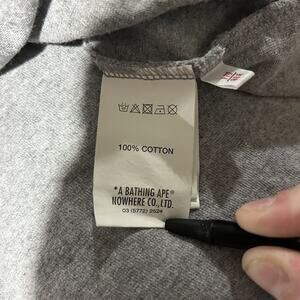 100% COTTON
*A BATHING APE®
NOWHERE CO., LTD.
03 (5772) 2524